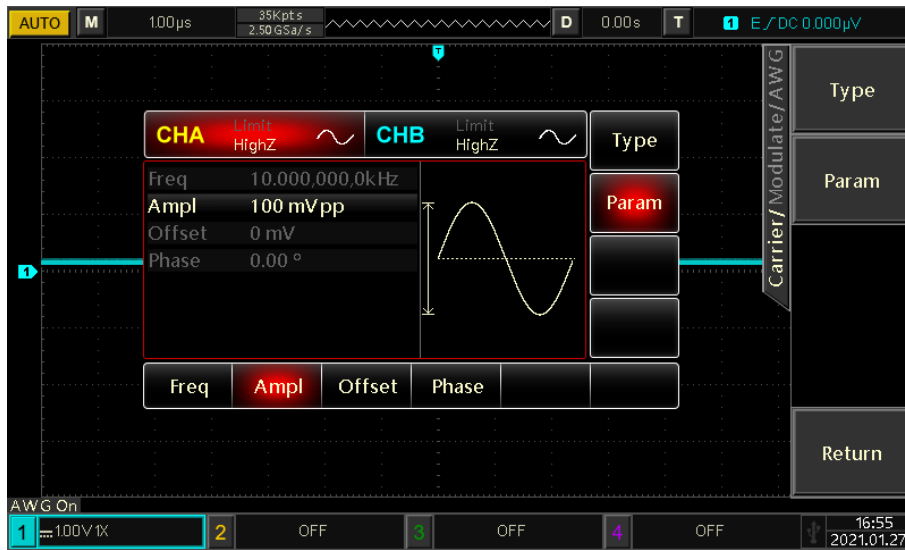 AUTO M 1.00μs 35Kpts D 0.00s T 1 E DC 0.000μV
2.50GSa/s
T
Carrier/Modulate/AWG
Type
Param
Return
CHA Limit CHB Limit Type
HighZ HighZ
Freq 10.000,000,0kHz
Ampl 100 mVpp Param
Offset 0 mV
Phase 0.00 °
1
Freq Ampl Offset Phase
AWG On
1 1.00V 1X 2 OFF 3 OFF 4 OFF 16:55
2021.01.27